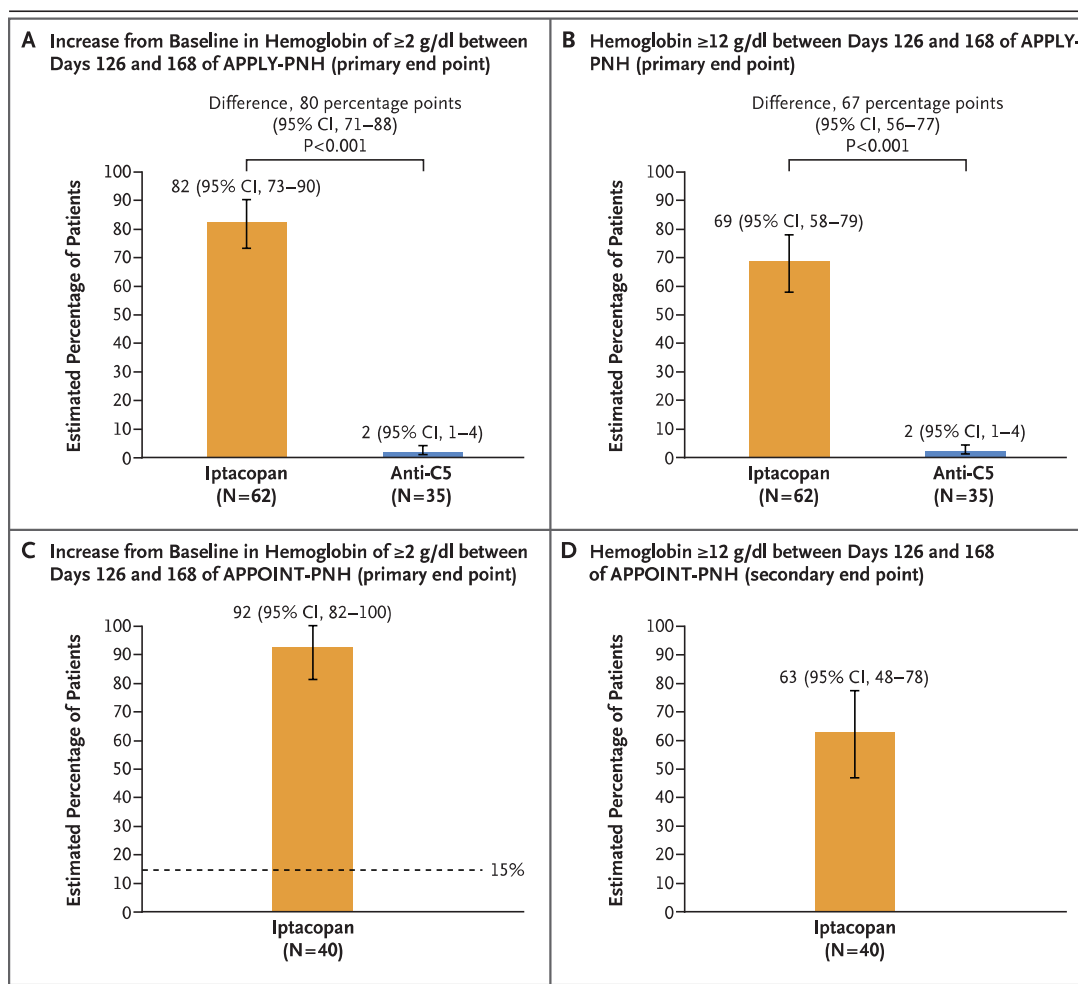 A Increase from Baseline in Hemoglobin of ≥2 g/dl between
Days 126 and 168 of APPLY-PNH (primary end point)
Difference, 80 percentage points
(95% CI, 71–88)
P<0.001
Estimated Percentage of Patients
100
90
80
70
60
50
40
30
20
10
0
82 (95% CI, 73–90)
2 (95% CI, 1–4)
Iptacopan
(N=62)
Anti-C5
(N=35)
B Hemoglobin ≥12 g/dl between Days 126 and 168 of APPLY-
PNH (primary end point)
Difference, 67 percentage points
(95% CI, 56–77)
P<0.001
Estimated Percentage of Patients
100
90
80
70
60
50
40
30
20
10
0
69 (95% CI, 58–79)
2 (95% CI, 1–4)
Iptacopan
(N=62)
Anti-C5
(N=35)
C Increase from Baseline in Hemoglobin of ≥2 g/dl between
Days 126 and 168 of APPOINT-PNH (primary end point)
92 (95% CI, 82–100)
Estimated Percentage of Patients
100
90
80
70
60
50
40
30
20
10
0
15%
Iptacopan
(N=40)
D Hemoglobin ≥12 g/dl between Days 126 and 168
of APPOINT-PNH (secondary end point)
Estimated Percentage of Patients
100
90
80
70
60
50
40
30
20
10
0
63 (95% CI, 48–78)
Iptacopan
(N=40)